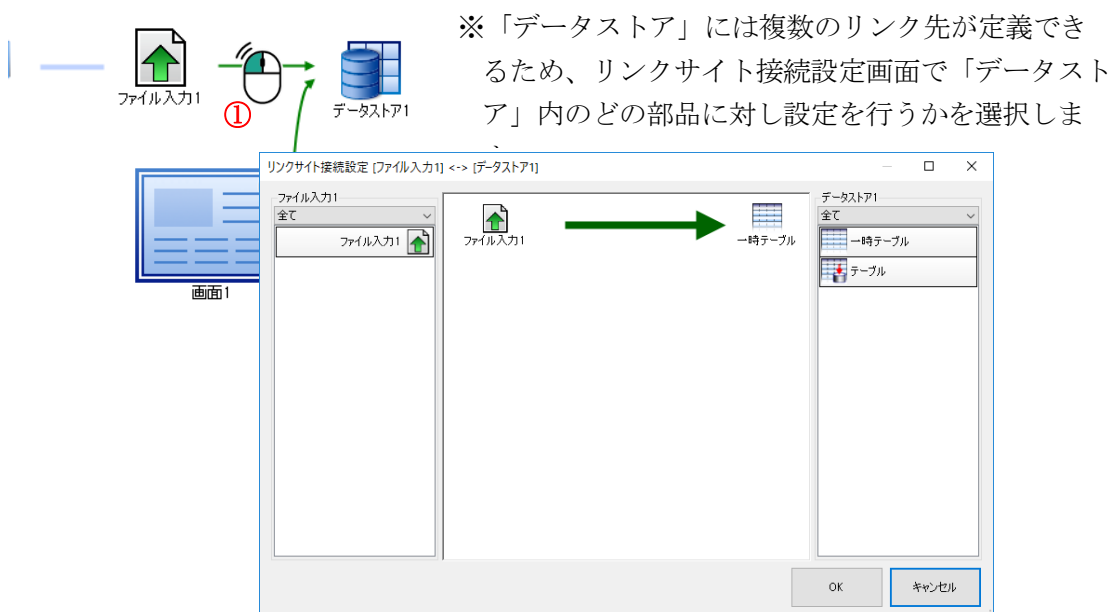 ※「データストア」には複数のリンク先が定義でき
るため、リンクサイト接続設定画面で「データスト
ア」内のどの部品に対し設定を行うかを選択しま
ファイル入力1
①
データストア1
画面1
リンクサイト接続設定 [ファイル入力1] <-> [データストア1]
ファイル入力1
全て
ファイル入力1
ファイル入力1
一時テーブル
データストア1
全て
一時テーブル
テーブル
OK
キャンセル